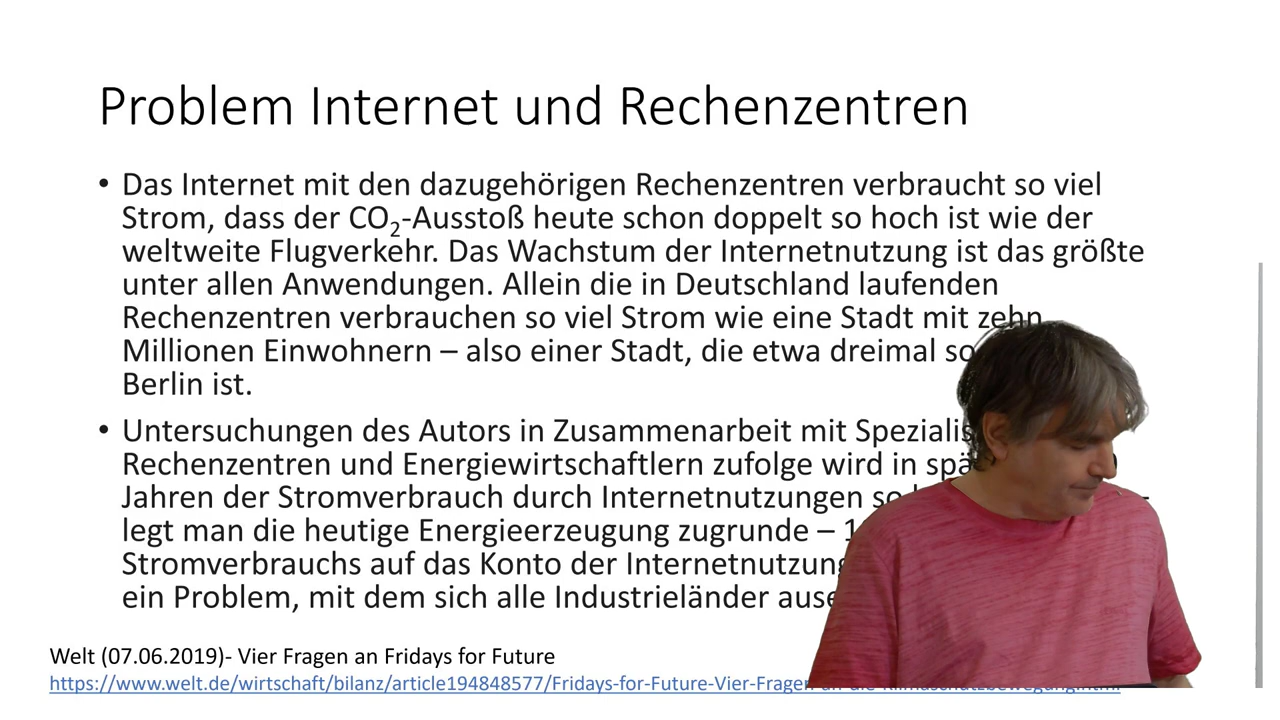 Problem Internet und Rechenzentren
• Das Internet mit den dazugehörigen Rechenzentren verbraucht so viel
Strom, dass der CO₂-Ausstoß heute schon doppelt so hoch ist wie der
weltweite Flugverkehr. Das Wachstum der Internetnutzung ist das größte
unter allen Anwendungen. Allein die in Deutschland laufenden
Rechenzentren verbrauchen so viel Strom wie eine Stadt mit zehn
Millionen Einwohnern – also einer Stadt, die etwa dreimal so
Berlin ist.
• Untersuchungen des Autors in Zusammenarbeit mit
Rechenzentren und Energiewirtschaftlern zufolge wird in
Jahren der Stromverbrauch durch Internetnutzungen so
legt man die heutige Energieerzeugung zugrunde –
Stromverbrauchs auf das Konto der
ein Problem, mit dem sich alle Industrieländer
Welt (07.06.2019)- Vier Fragen an Fridays for Future
https://www.welt.de/wirtschaft/bilanz/article194848577/Fridays-for-Future-Vier-Fragen-an-die-Klimaschutzbewegung.html